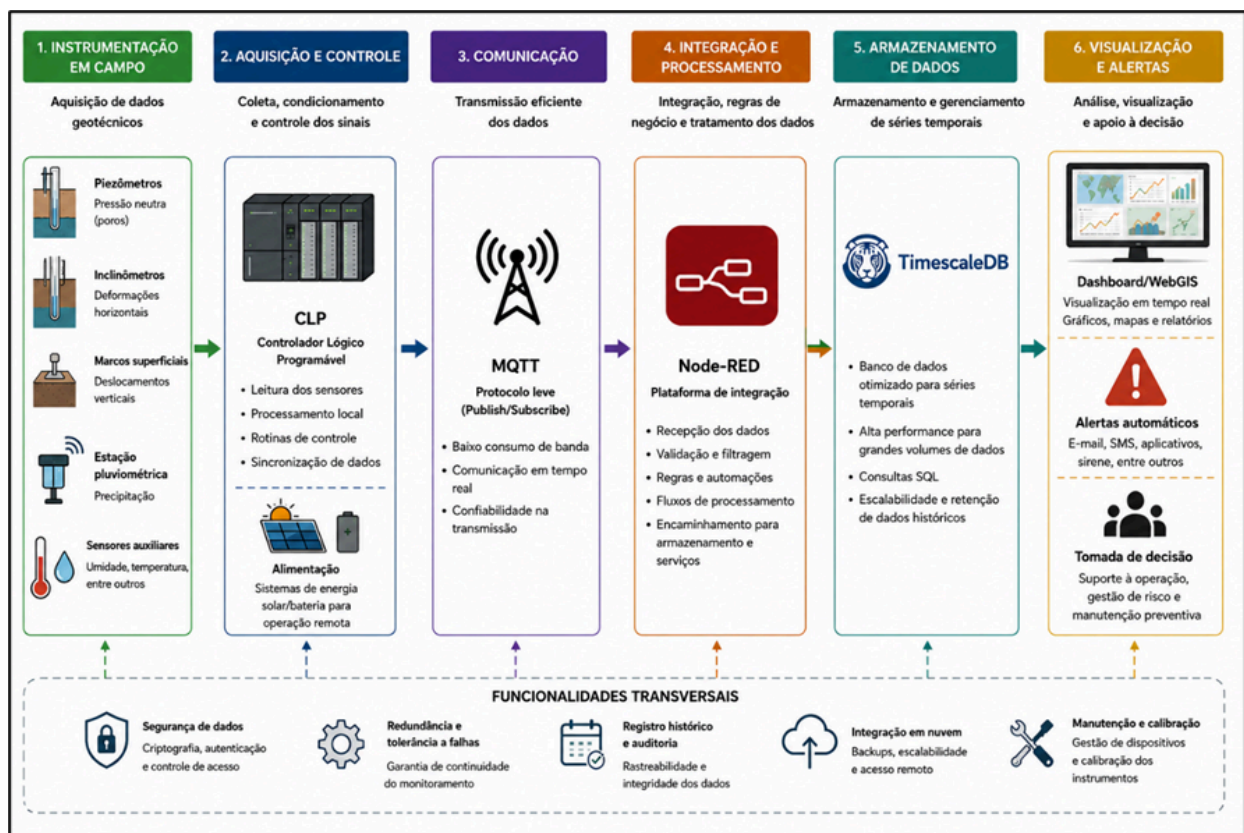 1. INSTRUMENTAÇÃO
EM CAMPO
Aquisição de dados
geotécnicos
Piezômetros
Pressão neutra
(poros)
Inclinômetros
Deformações
horizontais
Marcos superficiais
Deslocamentos
verticais
Estação
pluviométrica
Precipitação
Sensores auxiliares
Umidade, temperatura,
entre outros
2. AQUISIÇÃO E CONTROLE
Coleta, condicionamento
e controle dos sinais
CLP
Controlador Lógico
Programável
• Leitura dos sensores
• Processamento local
• Rotinas de controle
• Sincronização de dados
Alimentação
Sistemas de energia
solar/bateria para
operação remota
3. COMUNICAÇÃO
Transmissão eficiente
dos dados
MQTT
Protocolo leve
(Publish/Subscribe)
• Baixo consumo de banda
• Comunicação em tempo
real
• Confiabilidade na
transmissão
4. INTEGRAÇÃO E
PROCESSAMENTO
Integração, regras de
negócio e tratamento dos dados
Node-RED
Plataforma de integração
• Recepção dos dados
• Validação e filtragem
• Regras e automações
• Fluxos de processamento
• Encaminhamento para
armazenamento e
serviços
5. ARMAZENAMENTO
DE DADOS
Armazenamento e gerenciamento
de séries temporais
TimescaleDB
• Banco de dados
otimizado para séries
temporais
• Alta performance para
grandes volumes de dados
• Consultas SQL
• Escalabilidade e retenção
de dados históricos
6. VISUALIZAÇÃO
E ALERTAS
Análise, visualização
e apoio à decisão
Dashboard/WebGIS
Visualização em tempo real
Gráficos, mapas e relatórios
Alertas automáticos
E-mail, SMS, aplicativos,
sirene, entre outros
Tomada de decisão
Suporte à operação,
gestão de risco e
manutenção preventiva
FUNCIONALIDADES TRANSVERSAIS
Segurança de dados
Criptografia, autenticação
e controle de acesso
Redundância e
tolerância a falhas
Garantia de continuidade
do monitoramento
Registro histórico
e auditoria
Rastreabilidade e
integridade dos dados
Integração em nuvem
Backups, escalabilidade
e acesso remoto
Manutenção e calibração
Gestão de dispositivos
e calibração dos
instrumentos